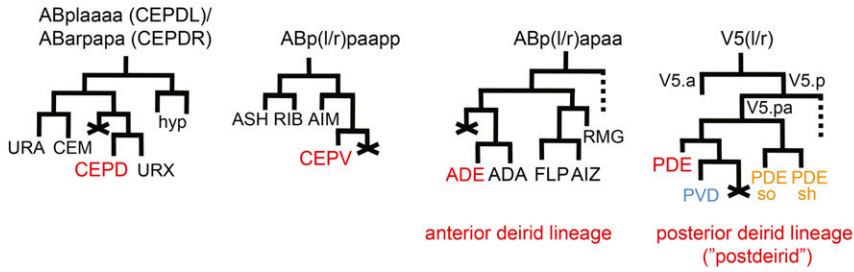 ABplaaaa (CEPDL)/
ABarpapa (CEPDR)
hyp
URA CEM
CEPD URX
ABp(l/r)paapp
ASH RIB AIM
CEPV
ABp(l/r)apaa
RMG
ADE ADA FLP AIZ
anterior deirid lineage
V5(l/r)
V5.a V5.p
V5.pa
PDE
PVD PDE PDE
so sh
posterior deirid lineage
("postdeirid")